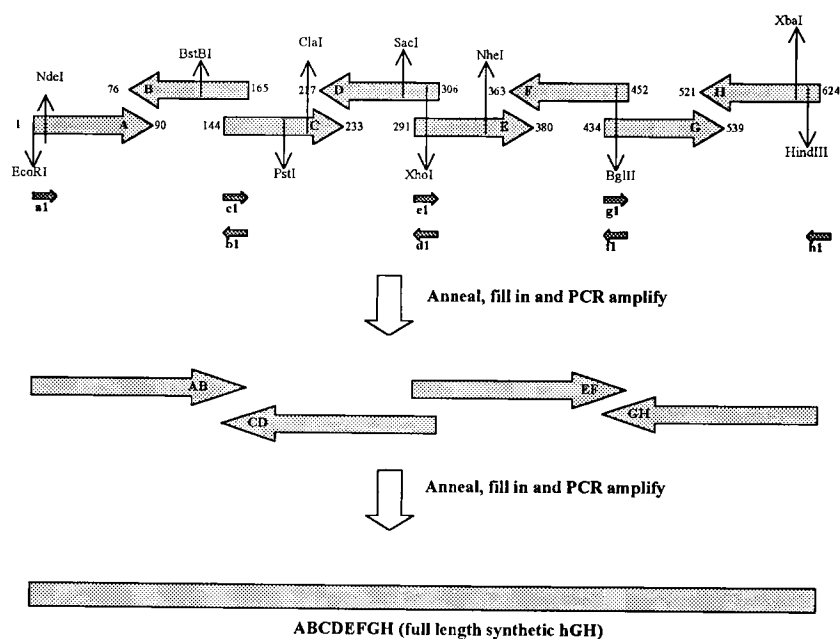 XbaI
ClaI
SacI
BstBI
NheI
NdeI
76 B 165
217 D 306
363 F 452
521 H 624
1 A 90
144 C 233
291 E 380
434 G 539
EcoRI
PstI
XhoI
BglII
HindIII
a1
c1
e1
g1
b1
d1
f1
h1
Anneal, fill in and PCR amplify
AB
EF
CD
GH
Anneal, fill in and PCR amplify
ABCDEFGH (full length synthetic hGH)